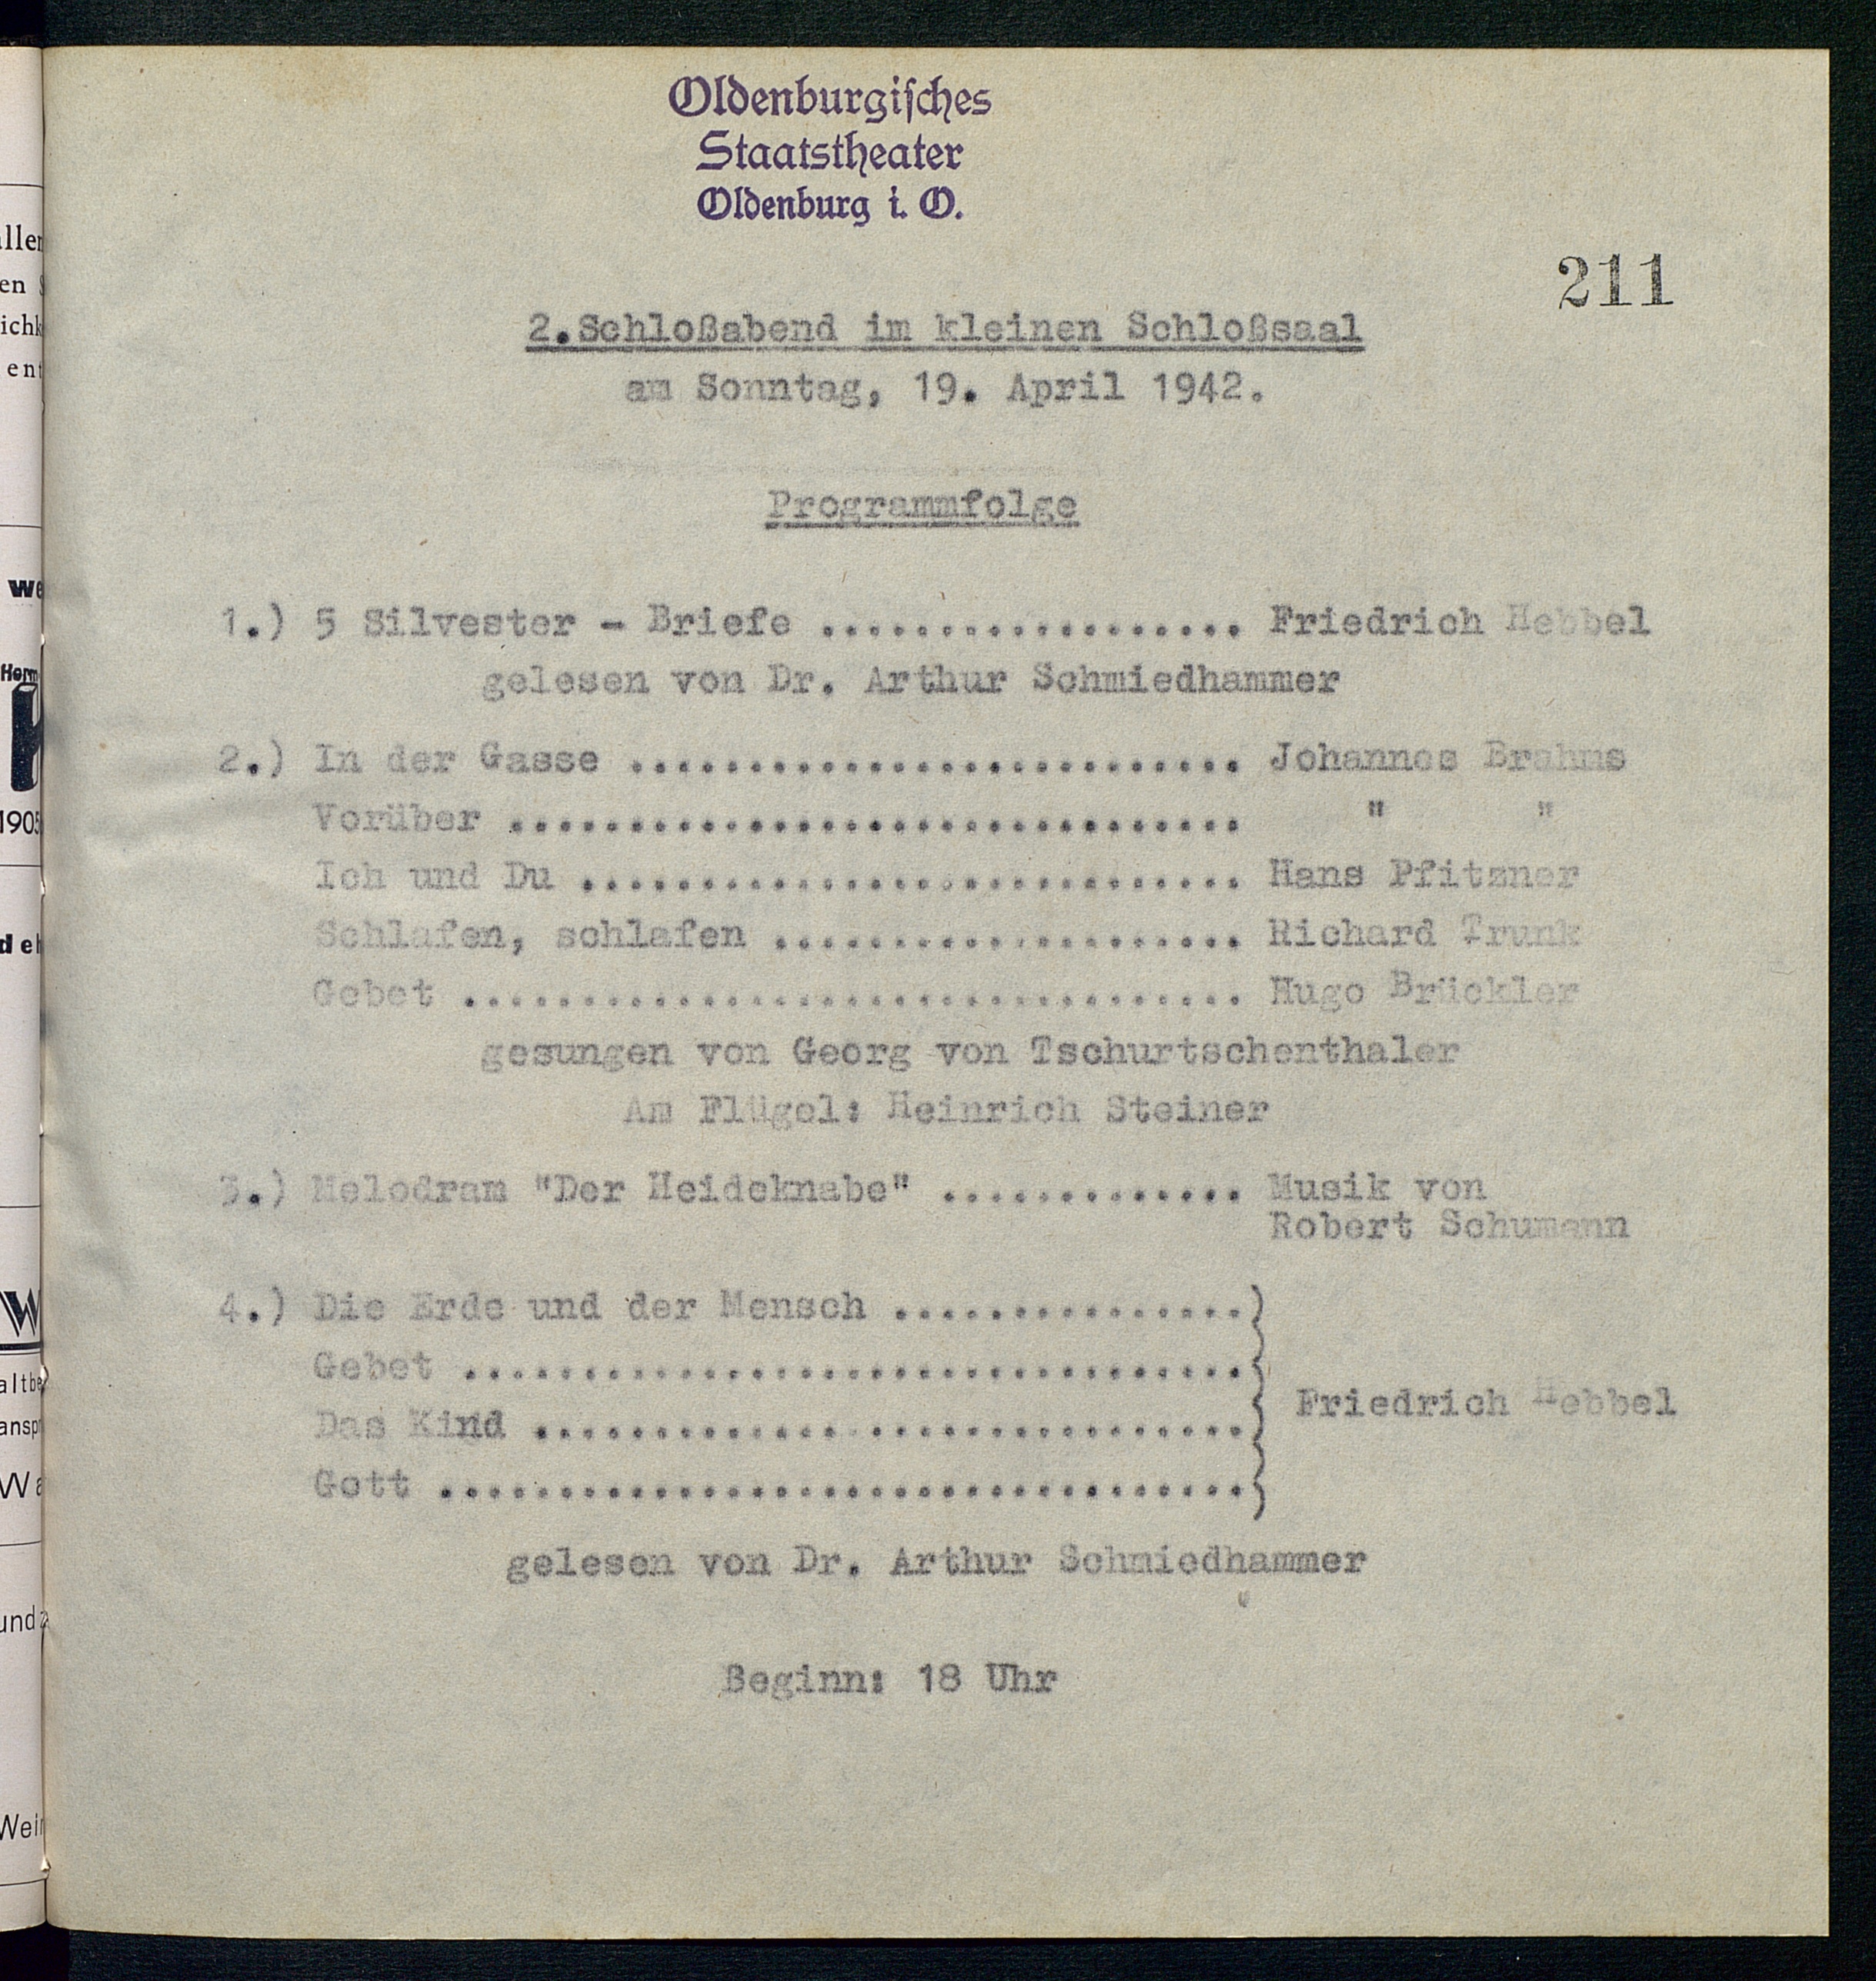 Oldenburgisches
Staatstheater
Oldenburg i. O.
211
2.Schloßabend im kleinen Schloßsaal
am Sonntag, 19. April 1942.
Programmfolge
1.) 5 Silvester - Briefe .................. Friedrich Hebbel
gelesen von Dr. Arthur Schmiedhammer
2.) In der Gasse .......................... Johannes Brahms
Vorüber ............................... " "
Ich und Du ............................ Hans Pfitzner
Schlafen, schlafen .................... Richard Trunk
Gebet ................................. Hugo Brückler
gesungen von Georg von Tschurtschenthaler
Am Flügel: Heinrich Steiner
3.) Melodram "Der Heideknabe" ............. Musik von
Robert Schumann
4.) Die Erde und der Mensch ...............
Gebet .................................
Das Kind ..............................
Gott ..................................
Friedrich Hebbel
gelesen von Dr. Arthur Schmiedhammer
Beginn: 18 Uhr